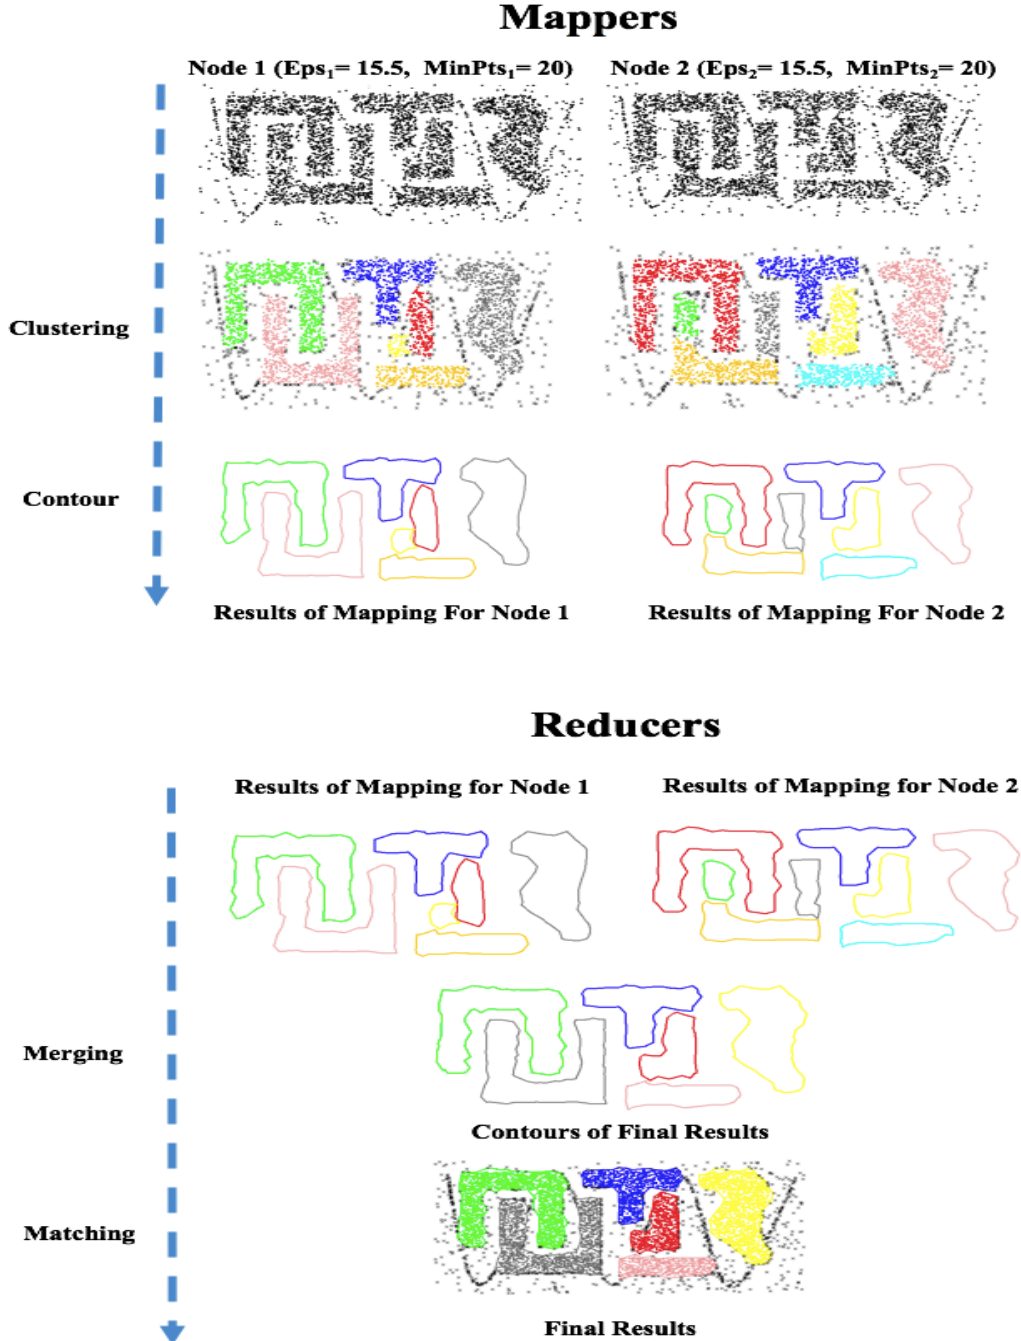 Mappers
Node 1 (Eps₁= 15.5, MinPts₁= 20)
Node 2 (Eps₂= 15.5, MinPts₂= 20)
Clustering
Contour
Results of Mapping For Node 1
Results of Mapping For Node 2
Reducers
Results of Mapping for Node 1
Results of Mapping for Node 2
Merging
Contours of Final Results
Matching
Final Results